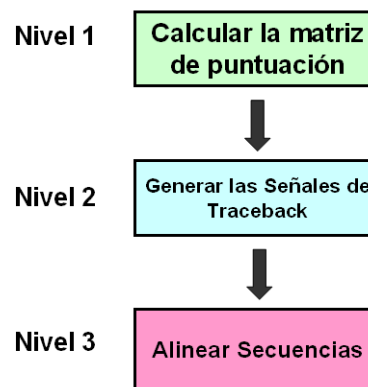 Nivel 1
Calcular la matriz
de puntuación
Nivel 2
Generar las Señales de
Traceback
Nivel 3
Alinear Secuencias